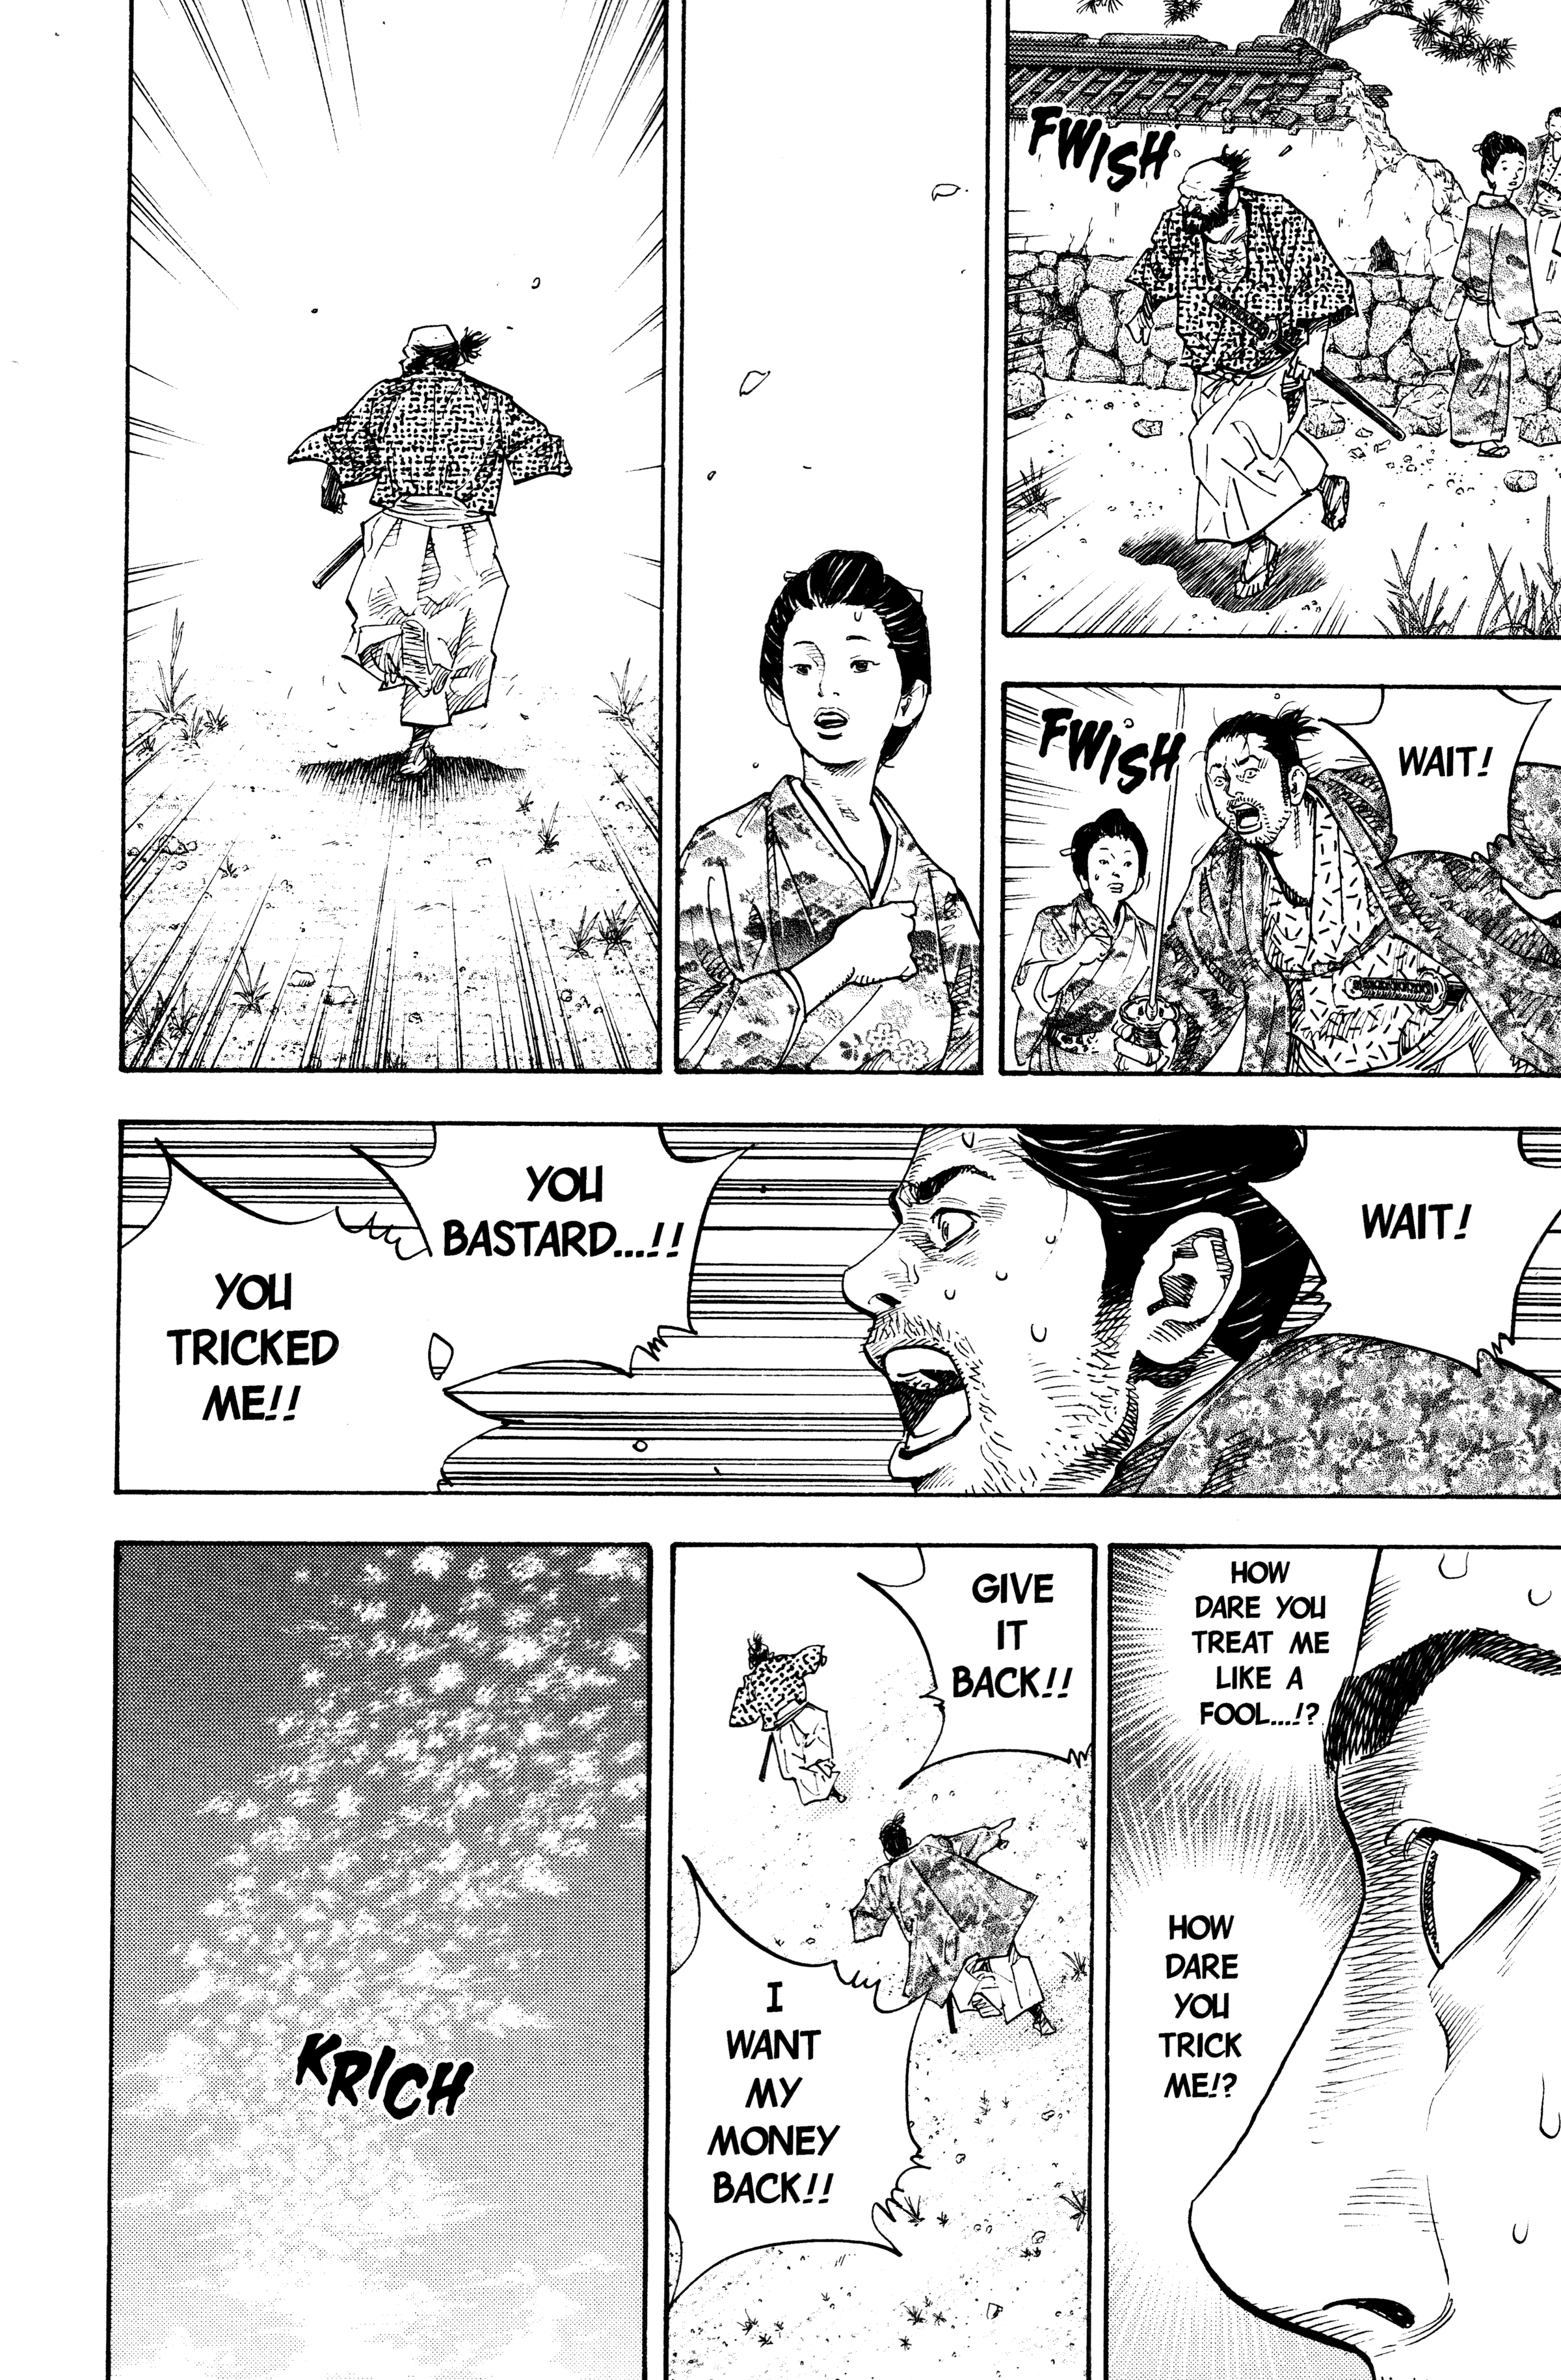 FWISH
WAIT!
FWISH
WAIT!
YOU
BASTARD...!!
YOU
TRICKED
ME!!
HOW
DARE YOU
TREAT ME
LIKE A
FOOL...!?
HOW
DARE
YOU
TRICK
ME!?
GIVE
IT
BACK!!
I
WANT
MY
MONEY
BACK!!
KRICH